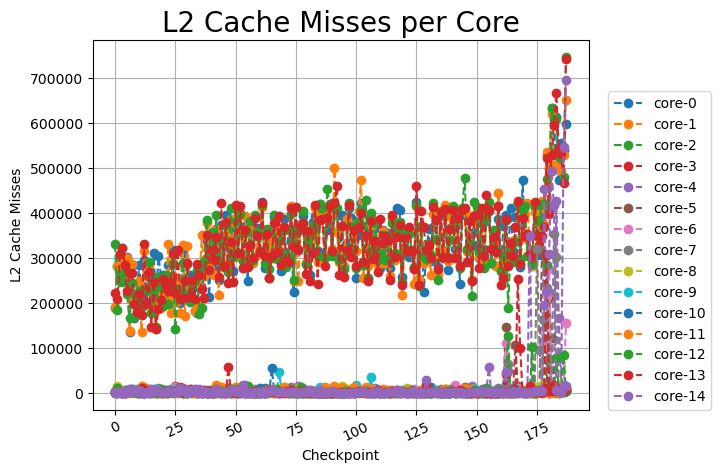 L2 Cache Misses per Core
L2 Cache Misses
700000
600000
500000
400000
300000
200000
100000
0
0
25
50
75
100
125
150
175
Checkpoint
core-0
core-1
core-2
core-3
core-4
core-5
core-6
core-7
core-8
core-9
core-10
core-11
core-12
core-13
core-14